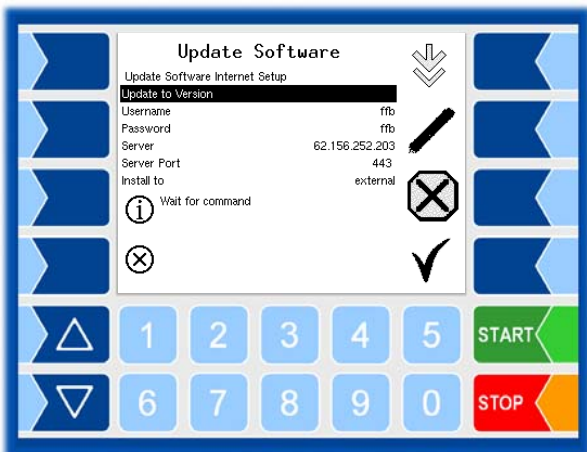 Update Software
Update Software Internet Setup
Update to Version
Username ffb
Password ffb
Server 62.156.252.203
Server Port 443
Install to external
Wait for command
1 2 3 4 5 START
6 7 8 9 0 STOP